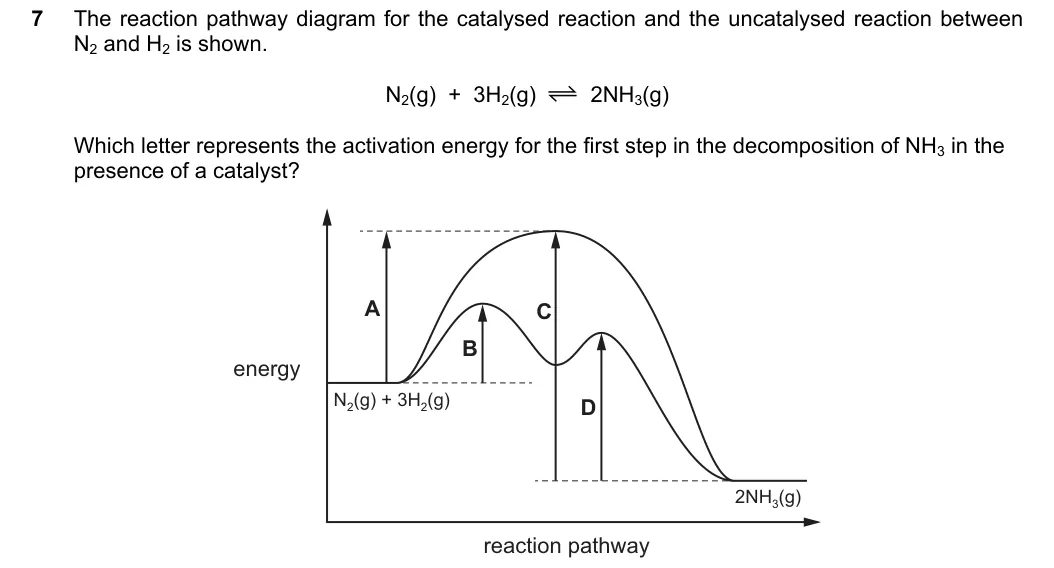 7 The reaction pathway diagram for the catalysed reaction and the uncatalysed reaction between
N₂ and H₂ is shown.
N₂(g) + 3H₂(g) ⇌ 2NH₃(g)
Which letter represents the activation energy for the first step in the decomposition of NH₃ in the
presence of a catalyst?
A
C
B
energy
N₂(g) + 3H₂(g)
D
2NH₃(g)
reaction pathway